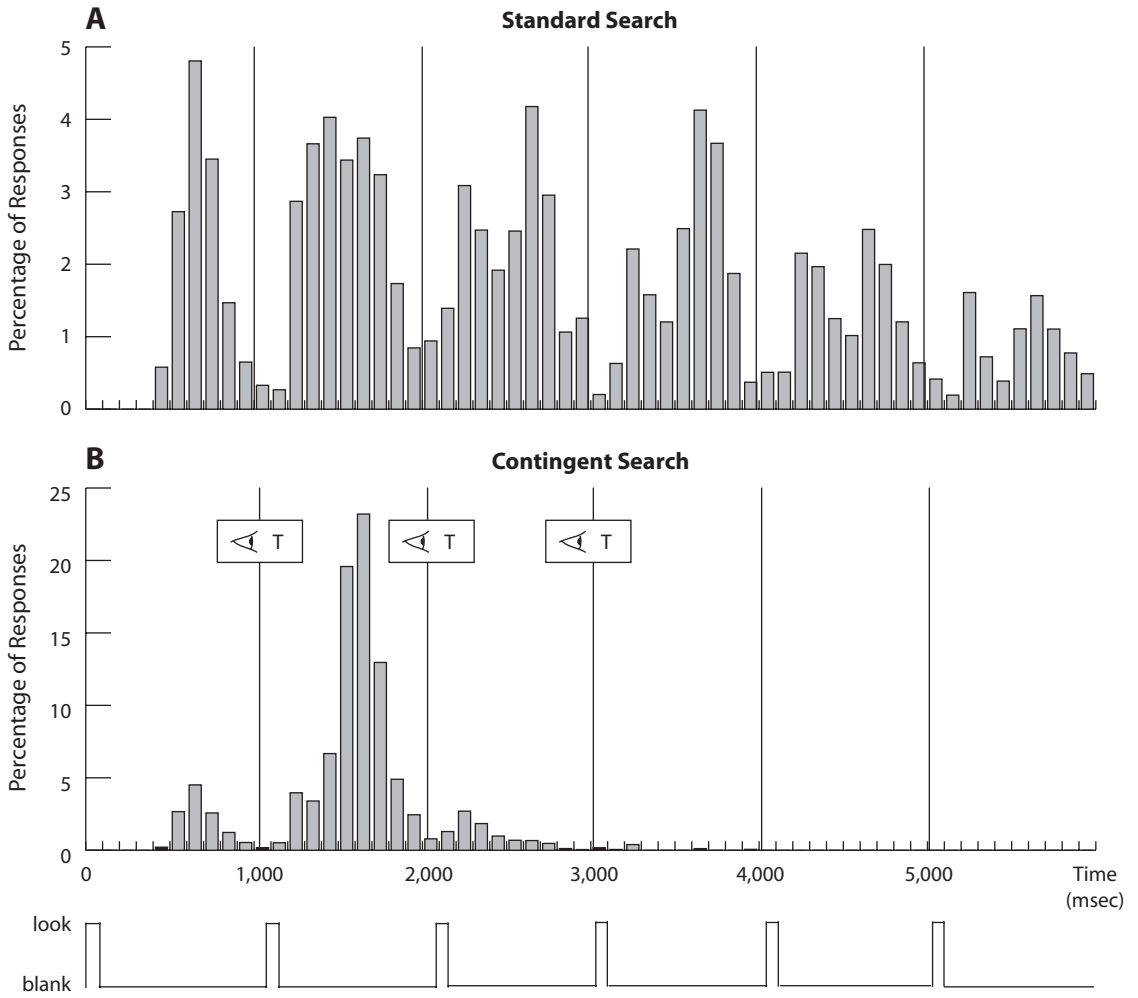 A
Standard Search
Percentage of Responses
5
4
3
2
1
0
B
Contingent Search
Percentage of Responses
25
20
15
10
5
0
T T T
0 1,000 2,000 3,000 4,000 5,000 Time
(msec)
look
blank